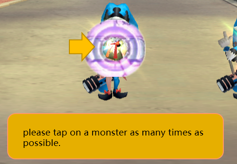 please tap on a monster as many times as
possible.